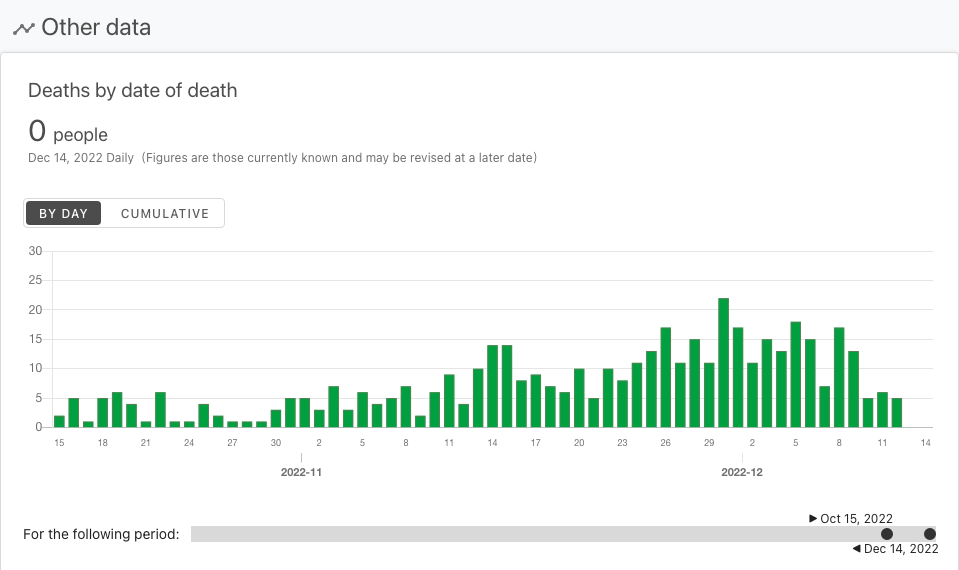 Other data
Deaths by date of death
0 people
Dec 14, 2022 Daily (Figures are those currently known and may be revised at a later date)
BY DAY CUMULATIVE
30
25
20
15
10
5
0
15 18 21 24 27 30 2 5 8 11 14 17 20 23 26 29 2 5 8 11 14
2022-11 2022-12
Oct 15, 2022
For the following period:
Dec 14, 2022